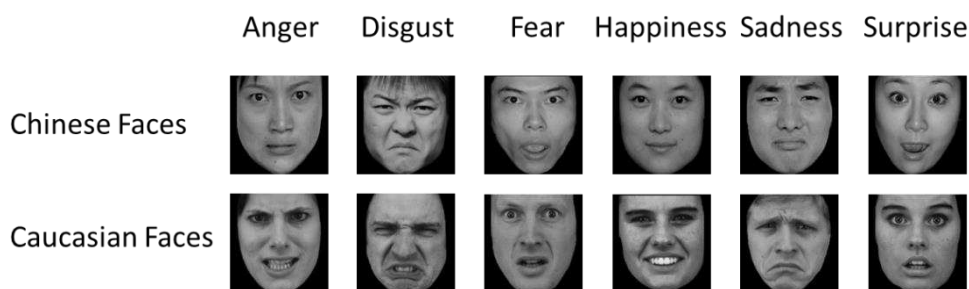 Anger Disgust Fear Happiness Sadness Surprise
Chinese Faces
Caucasian Faces